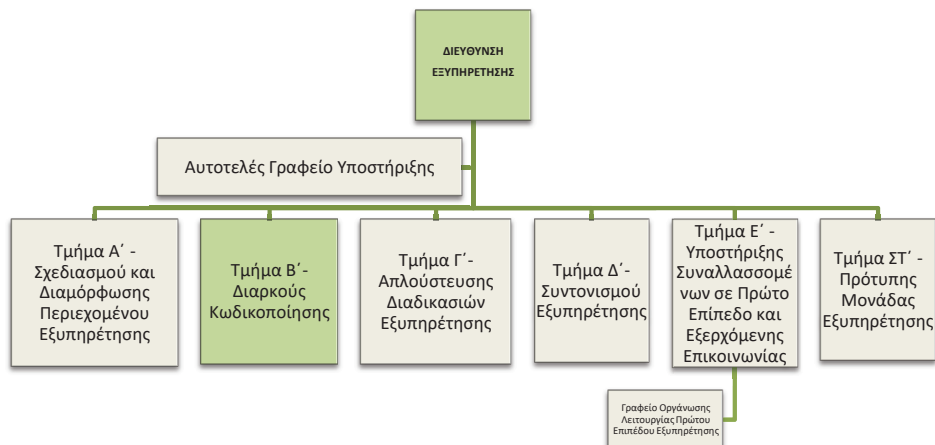 ΔΙΕΥΘΥΝΣΗ
ΕΞΥΠΗΡΕΤΗΣΗΣ
Αυτοτελές Γραφείο Υποστήριξης
Τμήμα Α΄ -
Σχεδιασμού και
Διαμόρφωσης
Περιεχομένου
Εξυπηρέτησης
Τμήμα Β΄-
Διαρκούς
Κωδικοποίησης
Τμήμα Γ΄-
Απλούστευσης
Διαδικασιών
Εξυπηρέτησης
Τμήμα Δ΄-
Συντονισμού
Εξυπηρέτησης
Τμήμα Ε΄ -
Υποστήριξης
Συναλλασσομέ
νων σε Πρώτο
Επίπεδο και
Εξερχόμενης
Επικοινωνίας
Τμήμα ΣΤ΄-
Πρότυπης
Μονάδας
Εξυπηρέτησης
Γραφείο Οργάνωσης
Λειτουργίας Πρώτου
Επιπέδου Εξυπηρέτησης